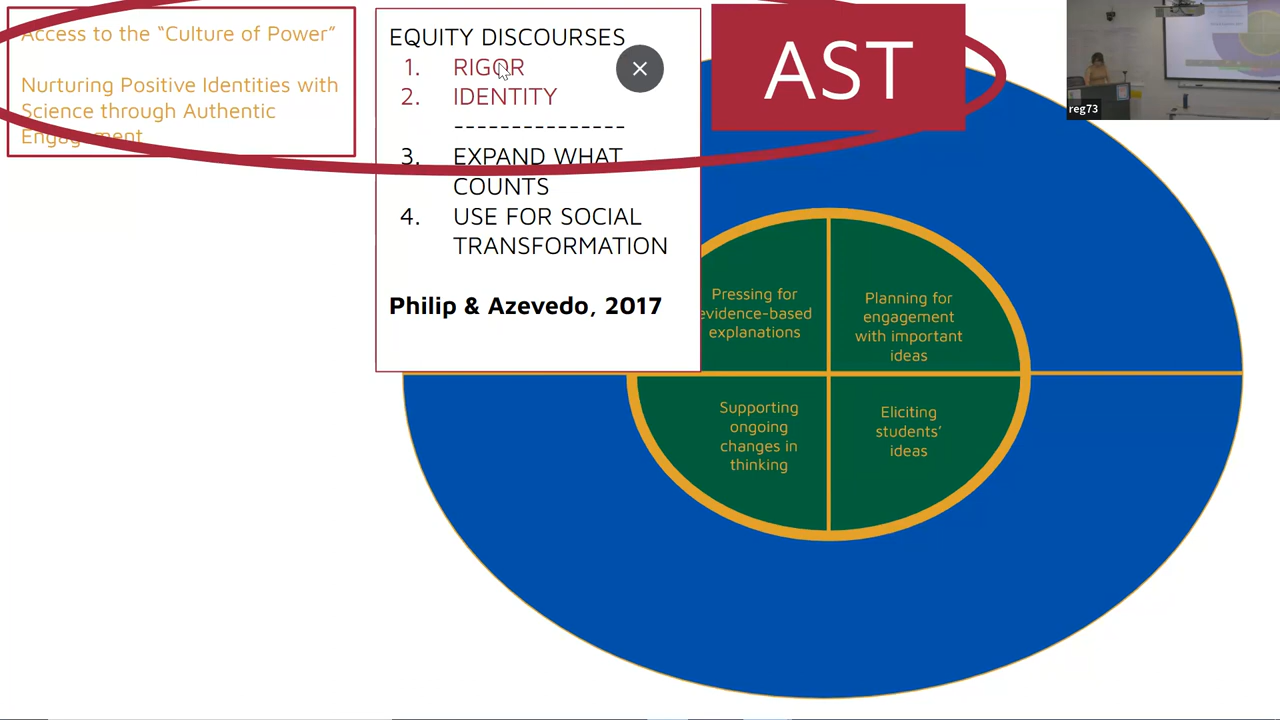 Access to the “Culture of Power”
Nurturing Positive Identities with
Science through Authentic
Engagement
EQUITY DISCOURSES
1. RIGOR
2. IDENTITY
---------------
3. EXPAND WHAT
COUNTS
4. USE FOR SOCIAL
TRANSFORMATION
Philip & Azevedo, 2017
AST
reg73
Pressing for
evidence-based
explanations
Planning for
engagement
with important
ideas
Supporting
ongoing
changes in
thinking
Eliciting
students’
ideas